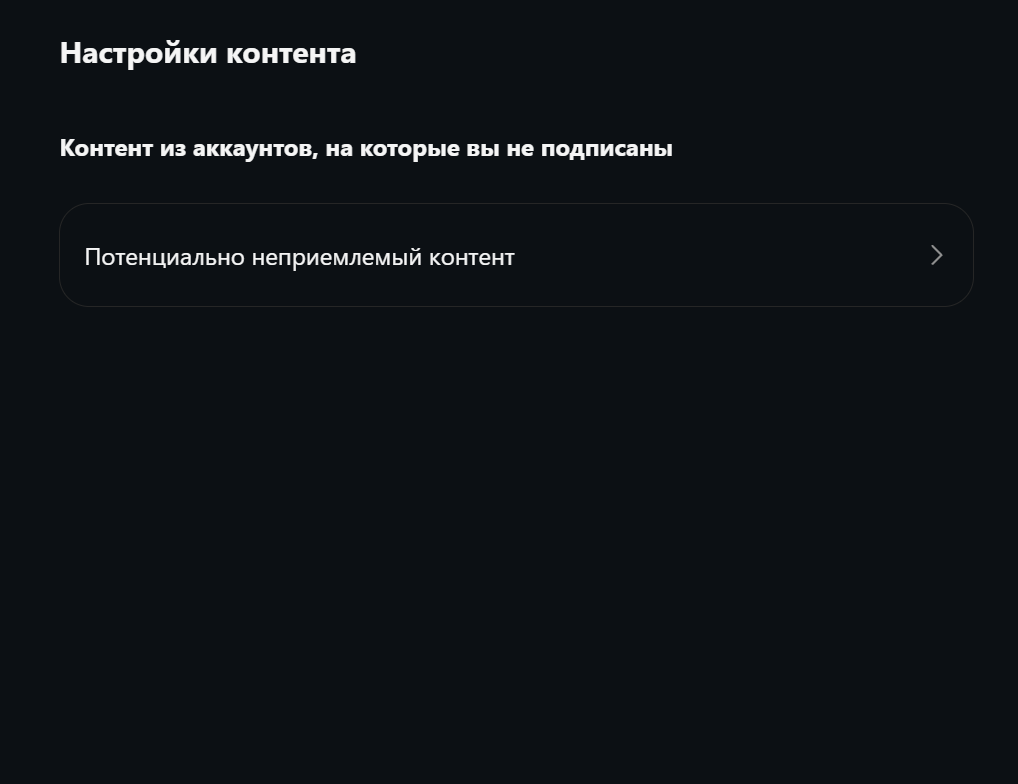 Настройки контента
Контент из аккаунтов, на которые вы не подписаны
Потенциально неприемлемый контент